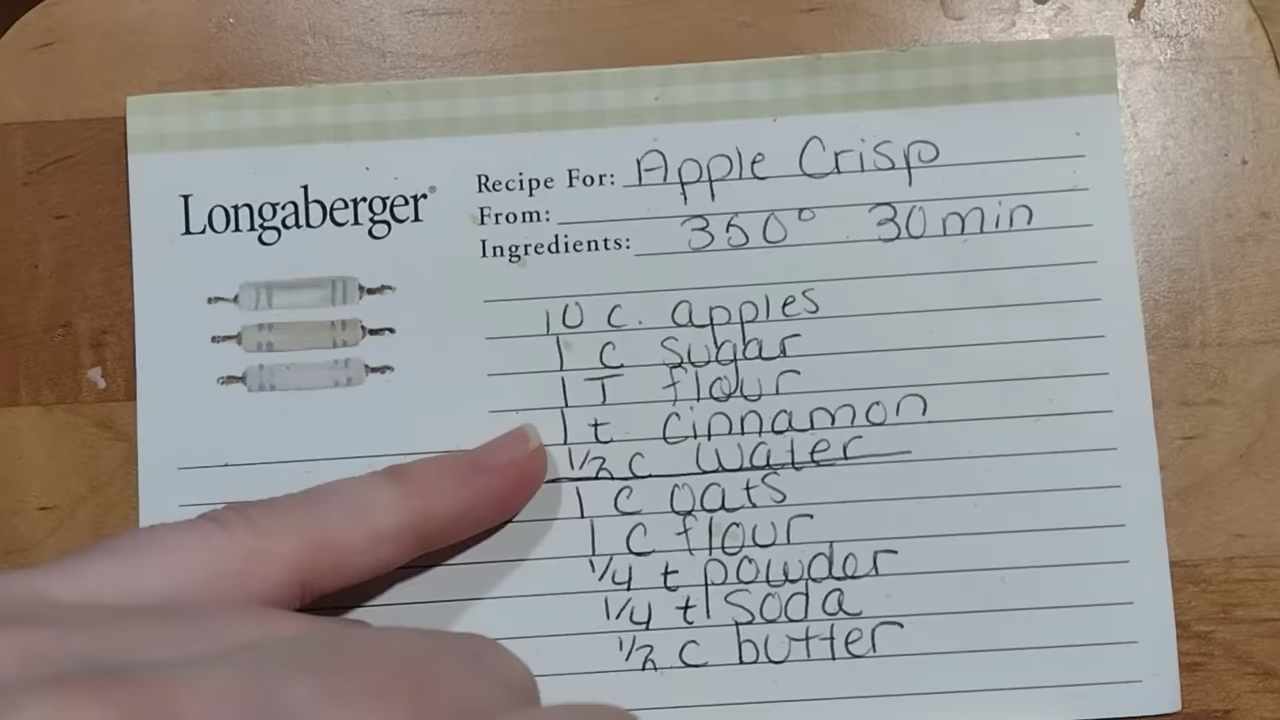 Longaberger®
Recipe For: Apple Crisp
From:
Ingredients: 350° 30 min
10 c. apples
1 c sugar
1 T flour
1 t cinnamon
1/2 c water
1 c oats
1 c flour
1/4 t powder
1/4 t soda
1/2 c butter